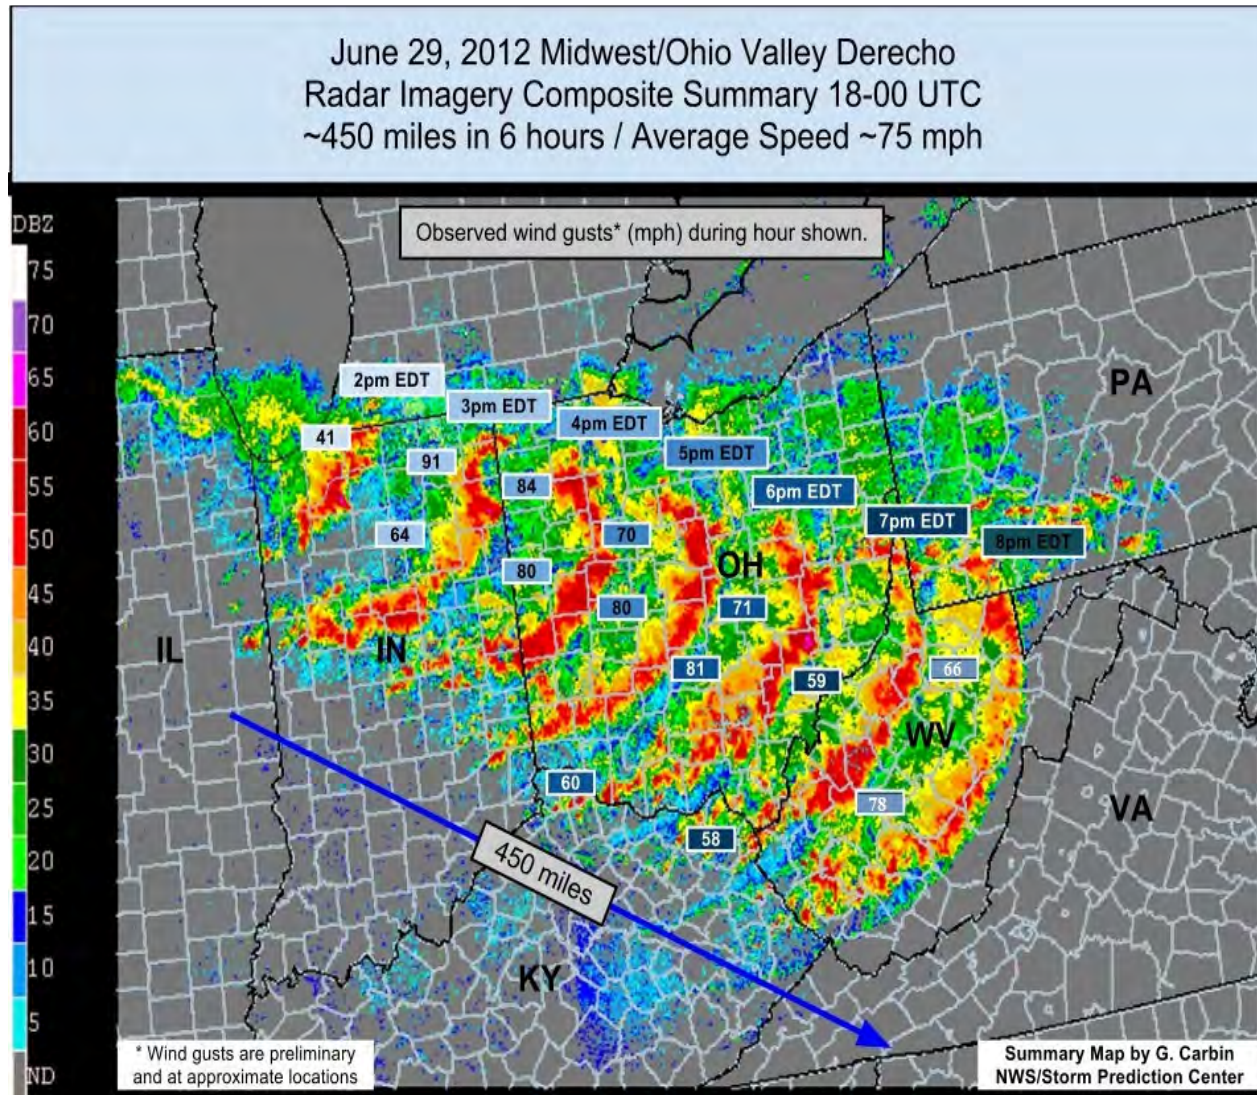 June 29, 2012 Midwest/Ohio Valley Derecho
Radar Imagery Composite Summary 18-00 UTC
~450 miles in 6 hours / Average Speed ~75 mph
DBZ
75
70
65
60
55
50
45
40
35
30
25
20
15
10
5
ND
Observed wind gusts* (mph) during hour shown.
2pm EDT
3pm EDT
4pm EDT
5pm EDT
6pm EDT
7pm EDT
8pm EDT
PA
41
91
84
64
70
80
OH
80
71
IL
IN
81
59
66
WV
60
78
58
VA
450 miles
KY
* Wind gusts are preliminary
and at approximate locations
Summary Map by G. Carbin
NWS/Storm Prediction Center